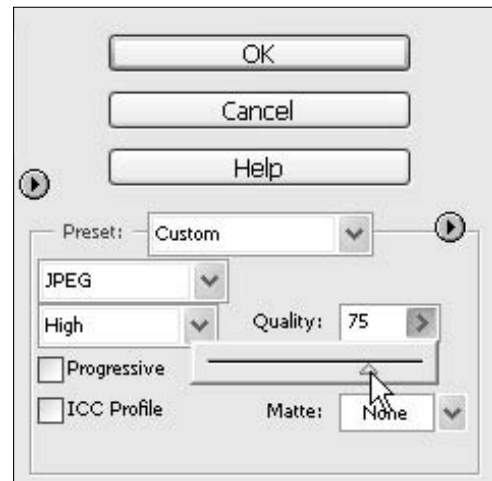 OK
Cancel
Help
Preset: Custom
JPEG
High Quality: 75
Progressive
ICC Profile Matte: None